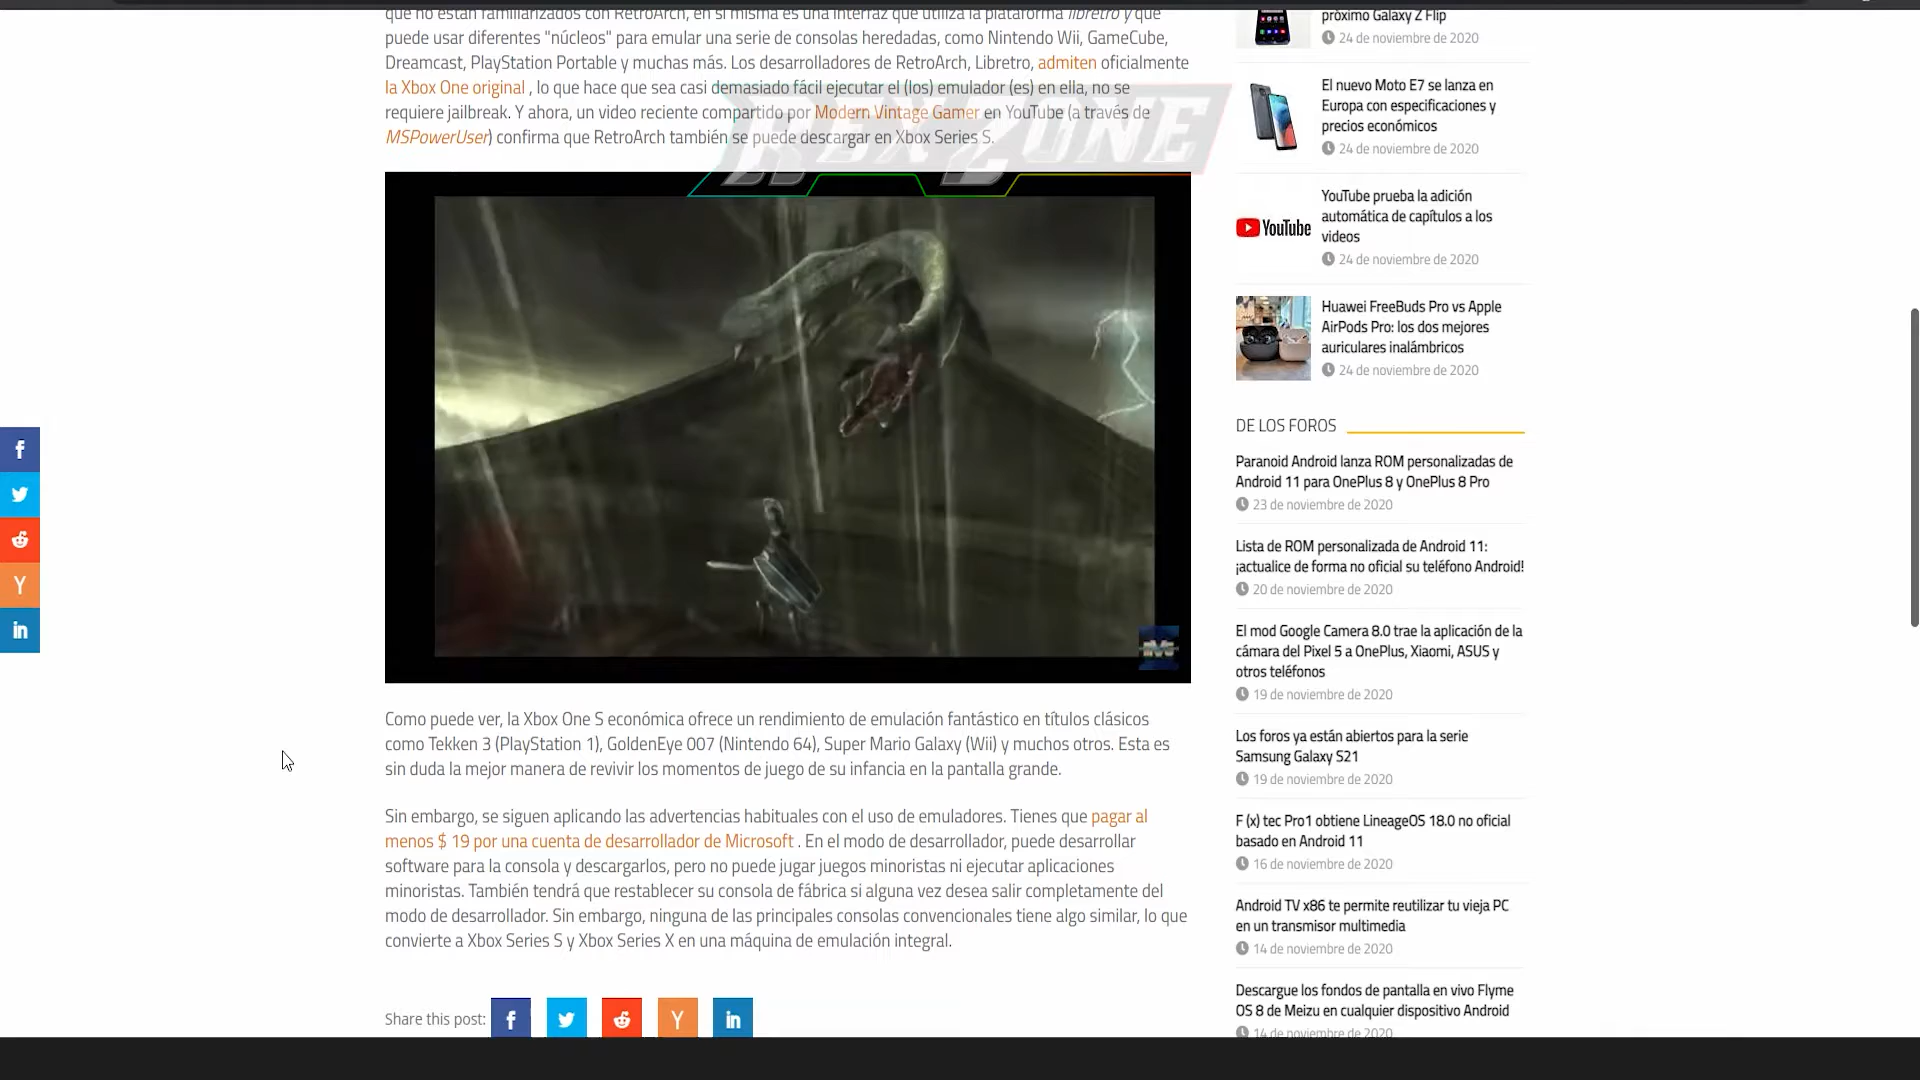 que no están familiarizados con RetroArch, en sí misma es una interfaz que utiliza la plataforma libretro y que
puede usar diferentes "núcleos" para emular una serie de consolas heredadas, como Nintendo Wii, GameCube,
Dreamcast, PlayStation Portable y muchas más. Los desarrolladores de RetroArch, Libretro, admiten oficialmente
la Xbox One original , lo que hace que sea casi demasiado fácil ejecutar el (los) emulador (es) en ella, no se
requiere jailbreak. Y ahora, un video reciente compartido por Modern Vintage Gamer en YouTube (a través de
MSPowerUser) confirma que RetroArch también se puede descargar en Xbox Series S.
ZONE
Como puede ver, la Xbox One S económica ofrece un rendimiento de emulación fantástico en títulos clásicos
como Tekken 3 (PlayStation 1), GoldenEye 007 (Nintendo 64), Super Mario Galaxy (Wii) y muchos otros. Esta es
sin duda la mejor manera de revivir los momentos de juego de su infancia en la pantalla grande.
Sin embargo, se siguen aplicando las advertencias habituales con el uso de emuladores. Tienes que pagar al
menos $ 19 por una cuenta de desarrollador de Microsoft . En el modo de desarrollador, puede desarrollar
software para la consola y descargarlos, pero no puede jugar juegos minoristas ni ejecutar aplicaciones
minoristas. También tendrá que restablecer su consola de fábrica si alguna vez desea salir completamente del
modo de desarrollador. Sin embargo, ninguna de las principales consolas convencionales tiene algo similar, lo que
convierte a Xbox Series S y Xbox Series X en una máquina de emulación integral.
Share this post:
próximo Galaxy Z Flip
24 de noviembre de 2020
El nuevo Moto E7 se lanza en
Europa con especificaciones y
precios económicos
24 de noviembre de 2020
YouTube
YouTube prueba la adición
automática de capítulos a los
videos
24 de noviembre de 2020
Huawei FreeBuds Pro vs Apple
AirPods Pro: los dos mejores
auriculares inalámbricos
24 de noviembre de 2020
DE LOS FOROS
Paranoid Android lanza ROM personalizadas de
Android 11 para OnePlus 8 y OnePlus 8 Pro
23 de noviembre de 2020
Lista de ROM personalizada de Android 11:
¡actualice de forma no oficial su teléfono Android!
20 de noviembre de 2020
El mod Google Camera 8.0 trae la aplicación de la
cámara del Pixel 5 a OnePlus, Xiaomi, ASUS y
otros teléfonos
19 de noviembre de 2020
Los foros ya están abiertos para la serie
Samsung Galaxy S21
19 de noviembre de 2020
F (x) tec Pro1 obtiene LineageOS 18.0 no oficial
basado en Android 11
16 de noviembre de 2020
Android TV x86 te permite reutilizar tu vieja PC
en un transmisor multimedia
14 de noviembre de 2020
Descargue los fondos de pantalla en vivo Flyme
OS 8 de Meizu en cualquier dispositivo Android
14 de noviembre de 2020